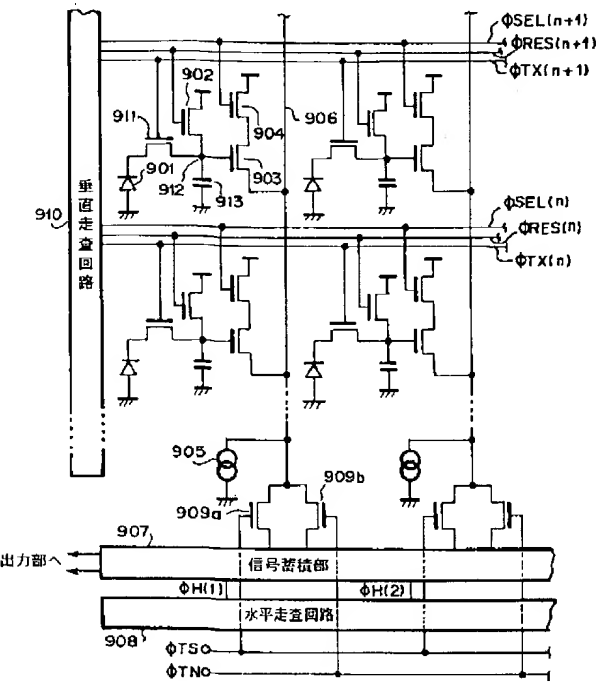 φSEL(n+1)
φRES(n+1)
φTX(n+1)
902
911
904
906
901
912
903
913
910
垂直走査回路
φSEL(n)
φRES(n)
φTX(n)
905
909a
909b
907
出力部へ
信号蓄積部
φH(1)
φH(2)
水平走査回路
908
φTS
φTN